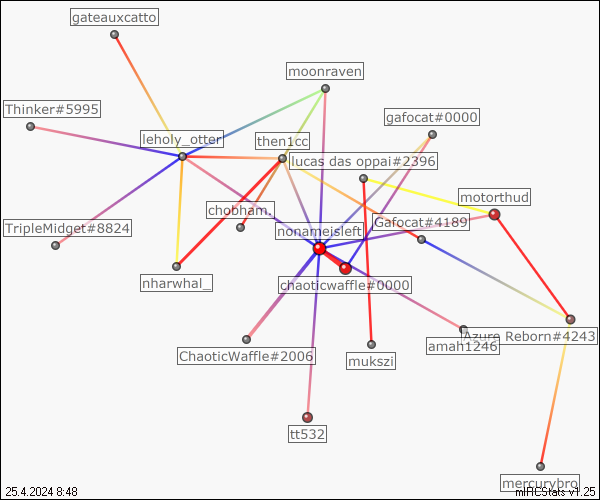 gateauxcatto
moonraven
Thinker#5995
gafocat#0000
leholy_otter
then1cc
lucas das oppai#2396
motorthud
chobham.
TripleMidget#8824
nonameisleft
Gafocat#4189
nharwhal_
chaoticwaffle#0000
ChaoticWaffle#2006
mukszi
amah1246
Azure Reborn#4243
tt532
mercurybro
25.4.2024 8:48
mIRCStats v1.25